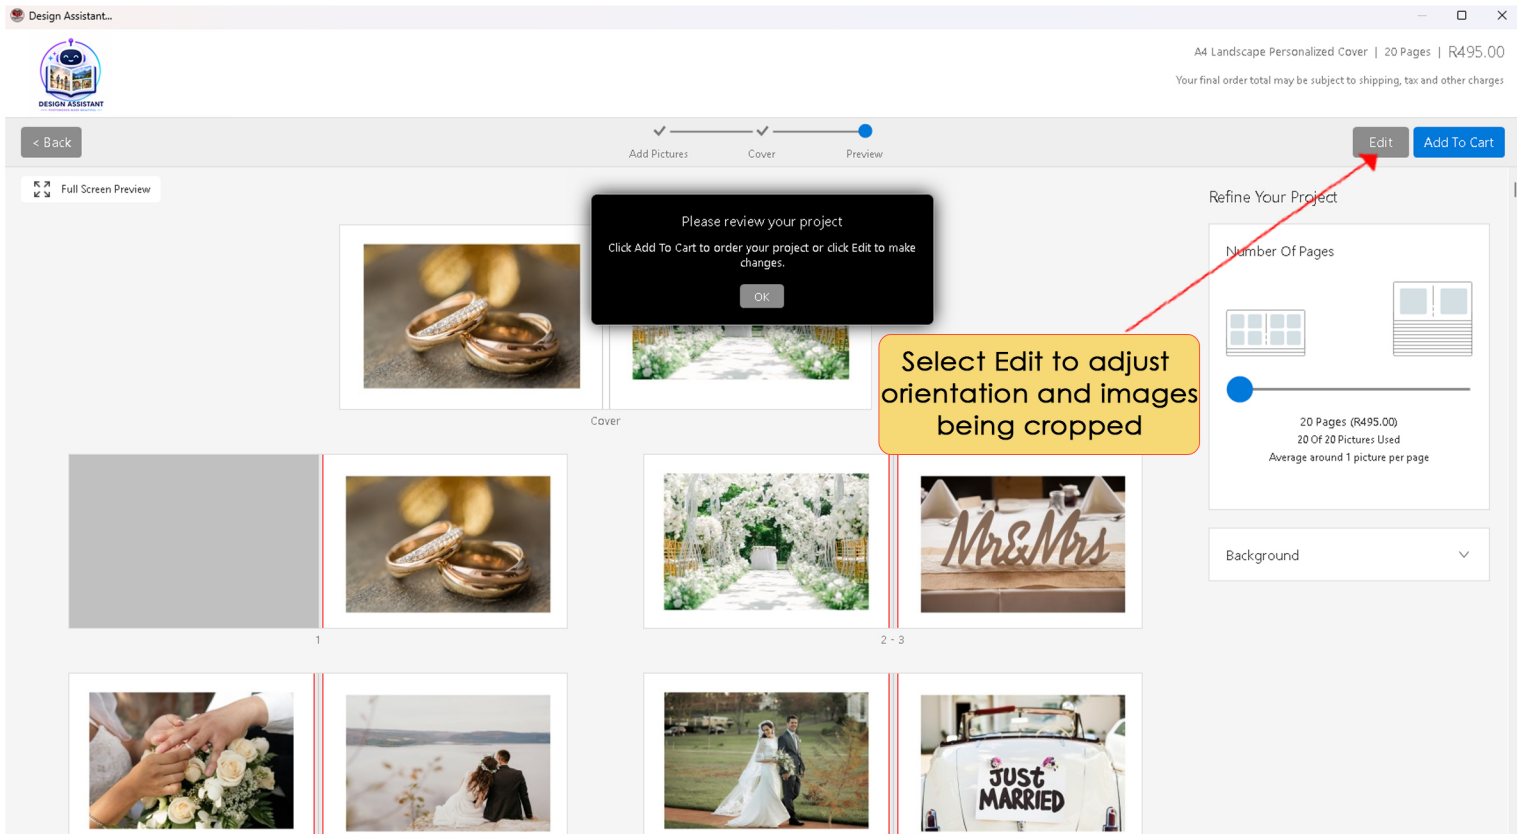 Design Assistant...
A4 Landscape Personalized Cover | 20 Pages | R495.00
Your final order total may be subject to shipping, tax and other charges
DESIGN ASSISTANT
< Back
Add Pictures
Cover
Preview
Edit
Add To Cart
Full Screen Preview
Please review your project
Click Add To Cart to order your project or click Edit to make
changes.
OK
Refine Your Project
Number Of Pages
Select Edit to adjust
orientation and images
being cropped
20 Pages (R495.00)
20 Of 20 Pictures Used
Average around 1 picture per page
Cover
Mr&Mrs
Background
1
2 - 3
JUST
MARRIED